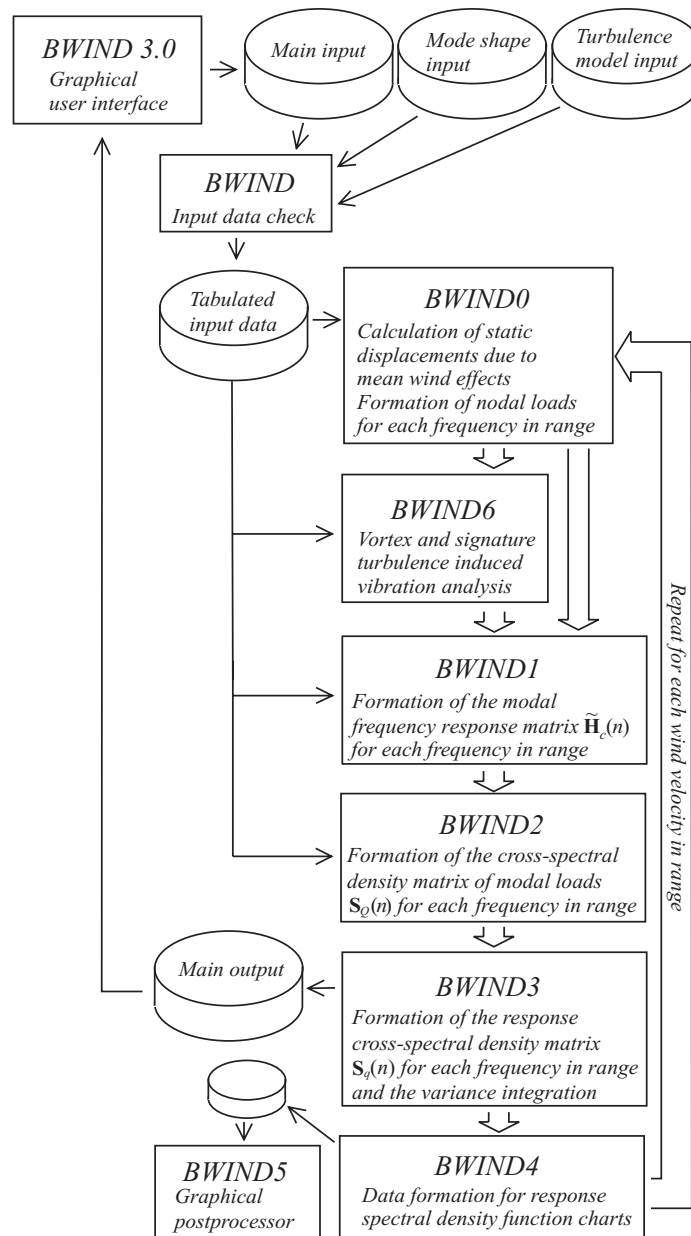 BWIND 3.0
Graphical
user interface
Main input
Mode shape
input
Turbulence
model input
BWIND
Input data check
Tabulated
input data
BWIND0
Calculation of static
displacements due to
mean wind effects
Formation of nodal loads
for each frequency in range
BWIND6
Vortex and signature
turbulence induced
vibration analysis
BWIND1
Formation of the modal
frequency response matrix H̃c(n)
for each frequency in range
BWIND2
Formation of the cross-spectral
density matrix of modal loads
SQ(n) for each frequency in range
Repeat for each wind velocity in range
Main output
BWIND3
Formation of the response
cross-spectral density matrix
Sq(n) for each frequency in range
and the variance integration
BWIND5
Graphical
postprocessor
BWIND4
Data formation for response
spectral density function charts